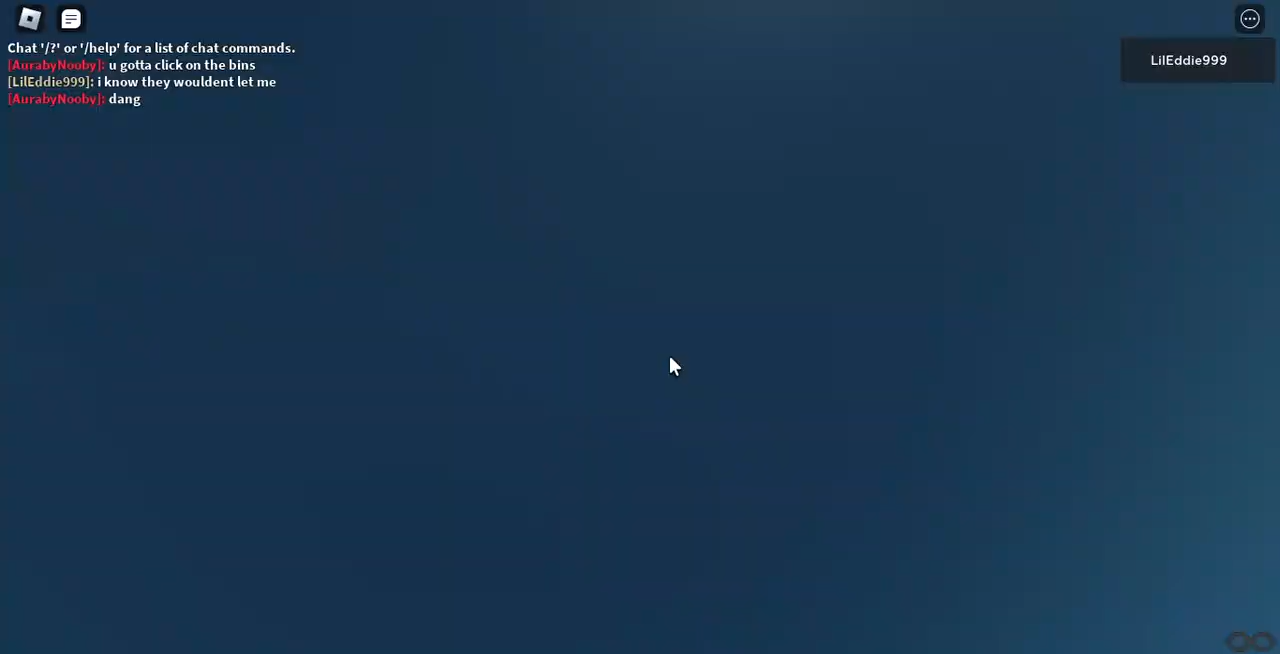 Chat '/?' or '/help' for a list of chat commands.
[AurabyNooby]: u gotta click on the bins
[LilEddie999]: i know they wouldent let me
[AurabyNooby]: dang
LilEddie999